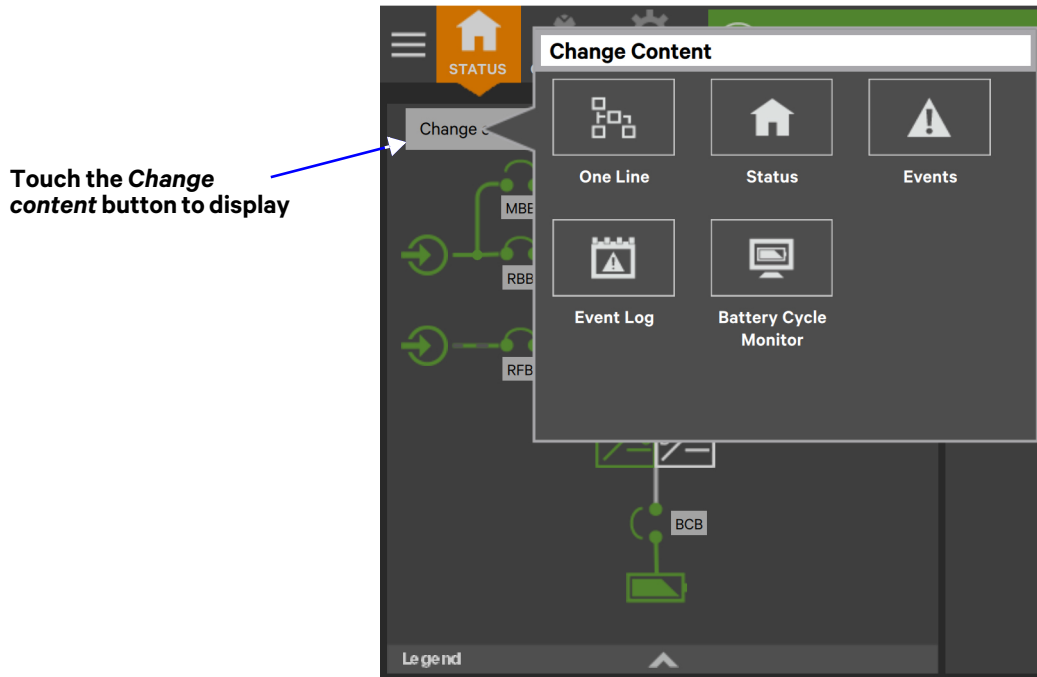 STATUS
Change Content
Change
One Line
Status
Events
Touch the Change
content button to display
MBB
RBB
Event Log
Battery Cycle
Monitor
RFB
BCB
Legend